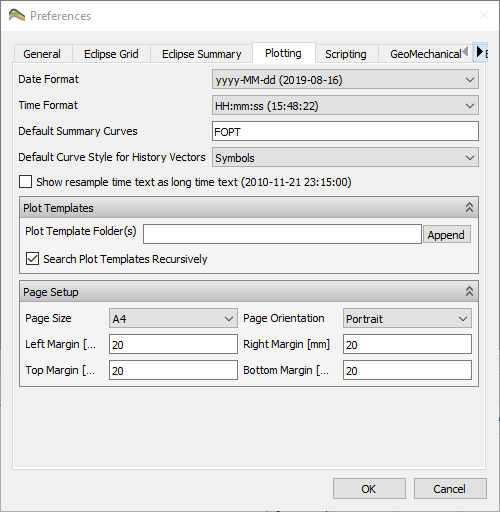 Preferences
General Eclipse Grid Eclipse Summary Plotting Scripting GeoMechanical
Date Format yyyy-MM-dd (2019-08-16)
Time Format HH:mm:ss (15:48:22)
Default Summary Curves FOPT
Default Curve Style for History Vectors Symbols
Show resample time text as long time text (2010-11-21 23:15:00)
Plot Templates
Plot Template Folder(s) Append
Search Plot Templates Recursively
Page Setup
Page Size A4 Page Orientation Portrait
Left Margin [... 20 Right Margin [mm] 20
Top Margin [... 20 Bottom Margin [... 20
OK Cancel